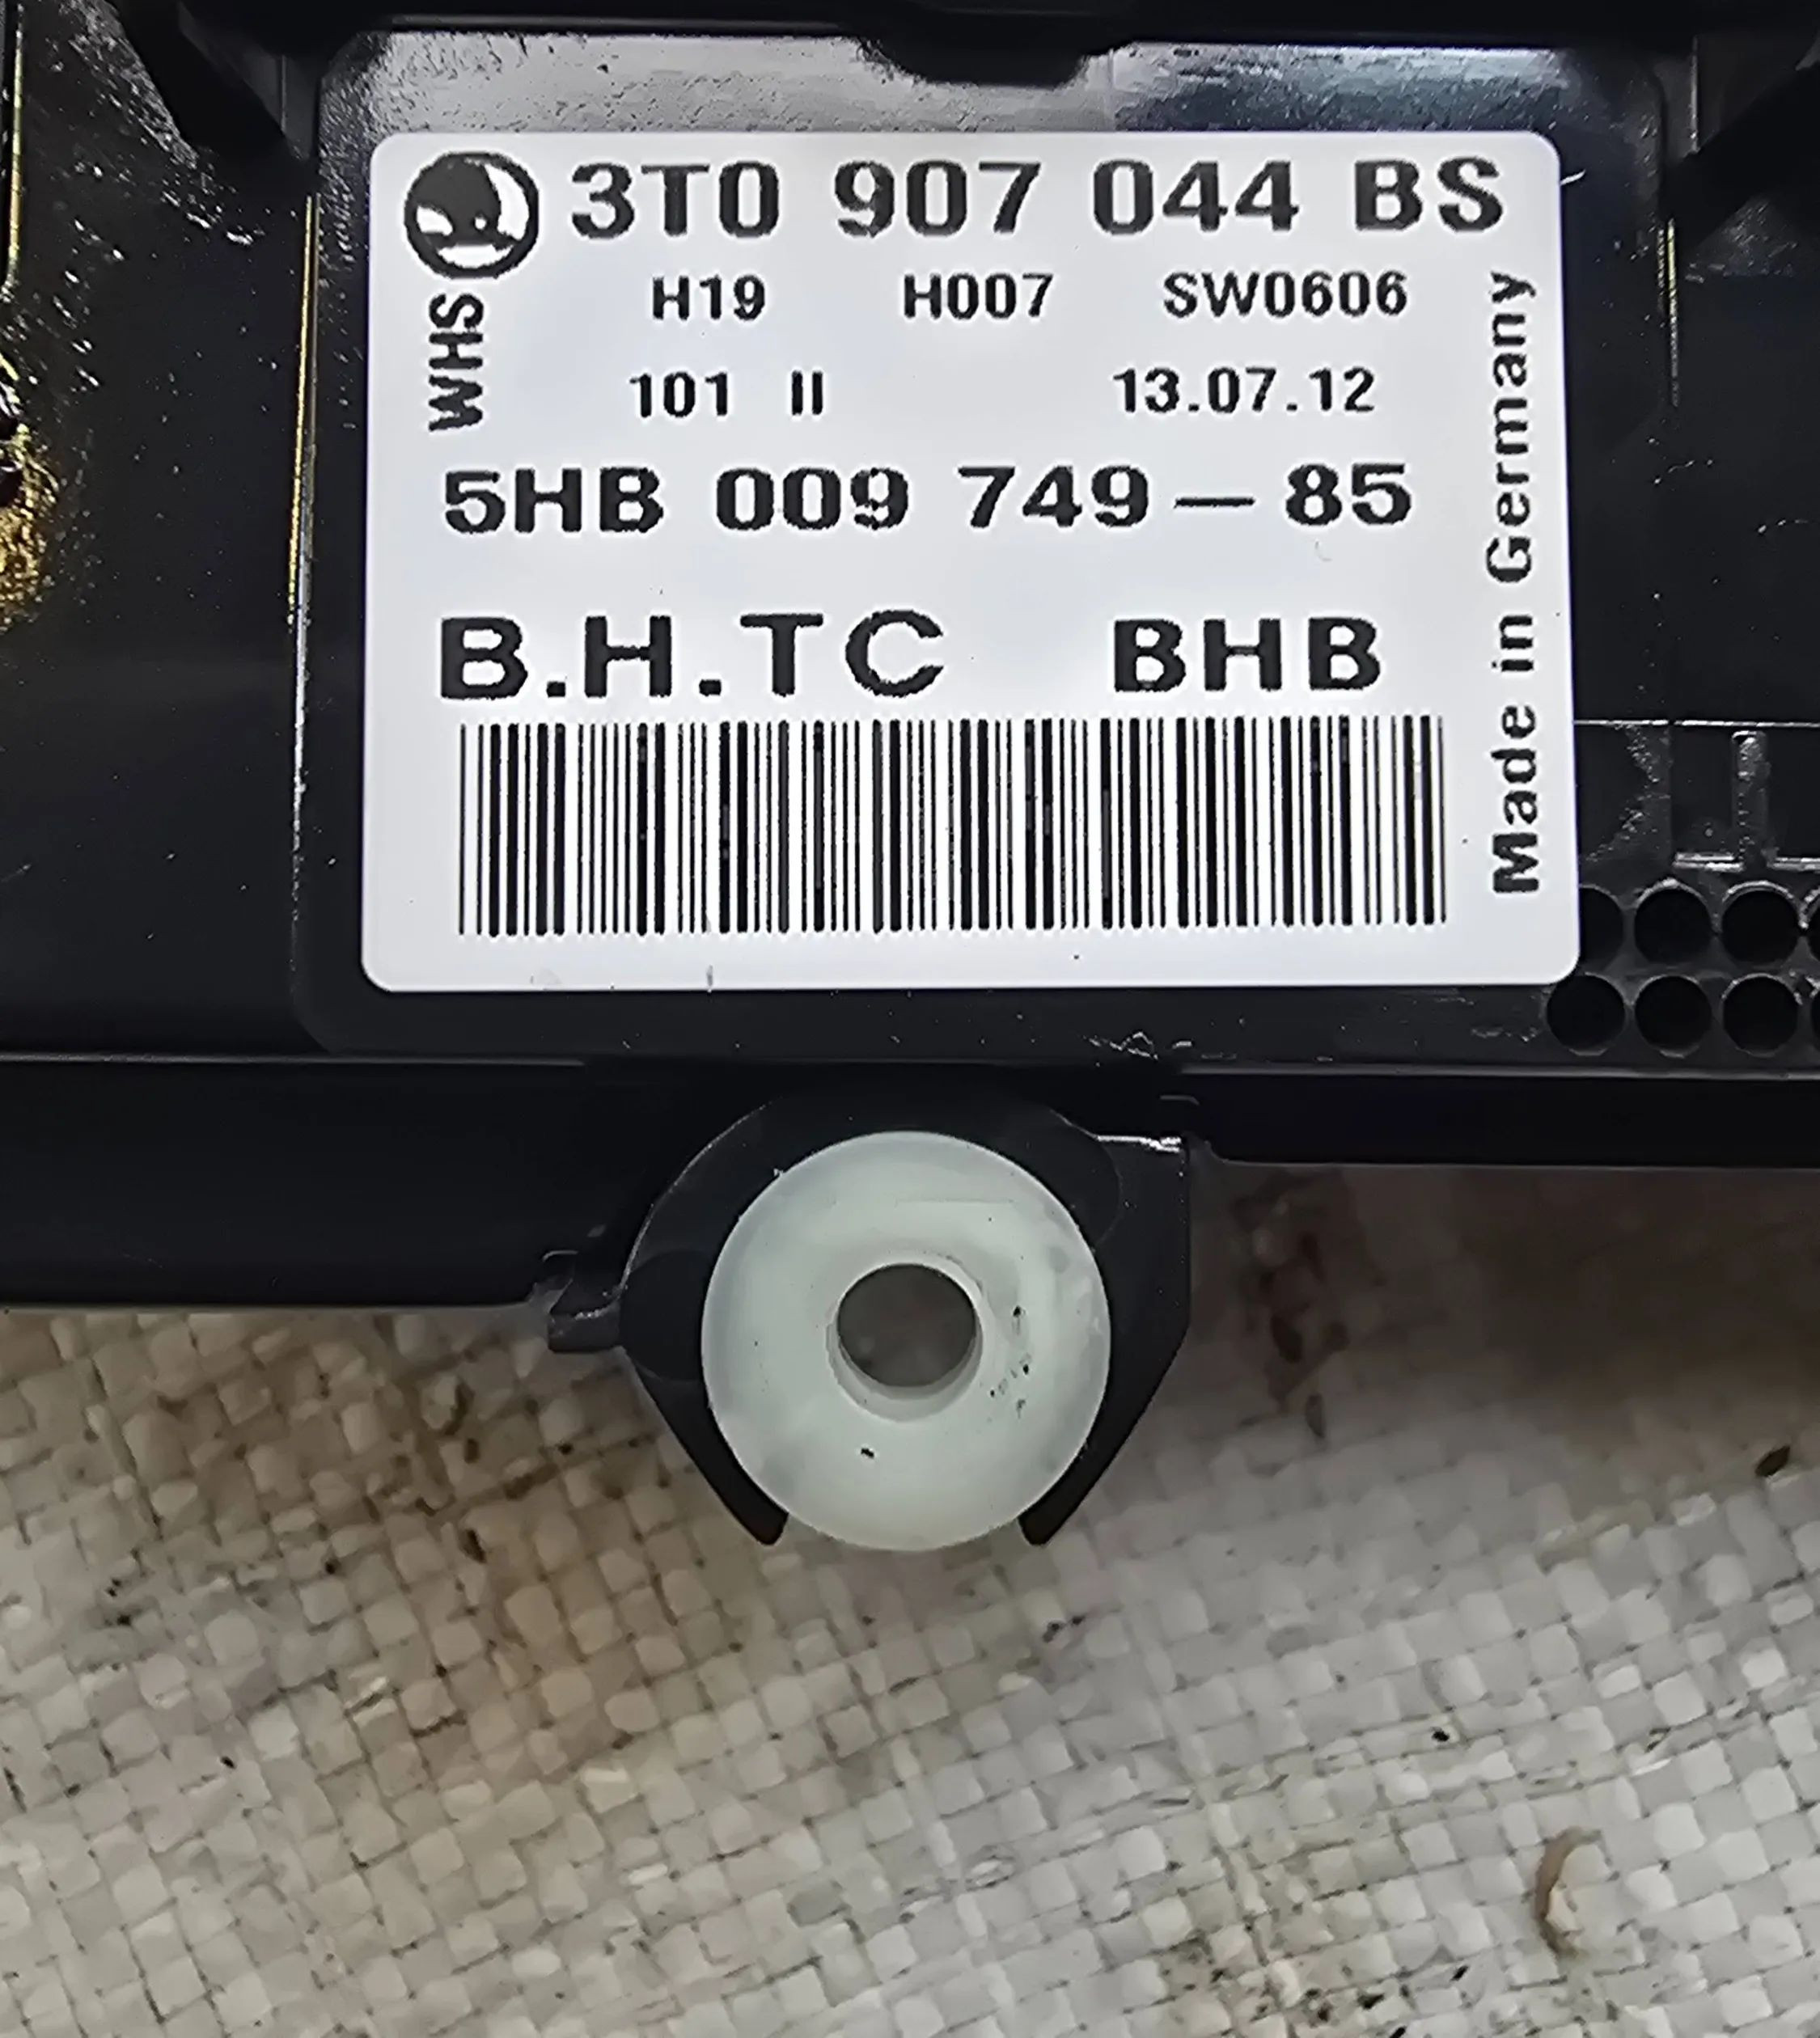 3T0 907 044 BS
WHS
H19 H007 SW0606
101 II 13.07.12
5HB 009 749-85
B.H.TC BHB
Made in Germany